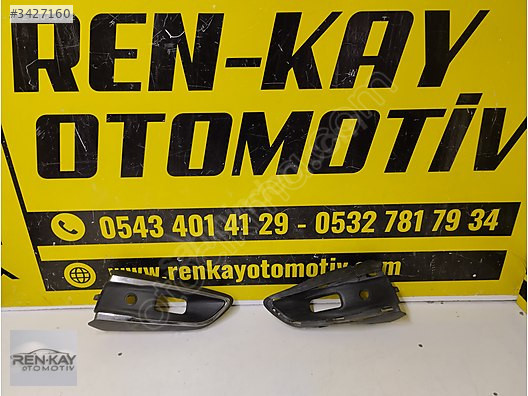 #3427160
REN-KAY
OTOMOTİV
0543 401 41 29 - 0532 781 79 34
www.renkayotomotiv.com
REN-KAY
OTOMOTİV